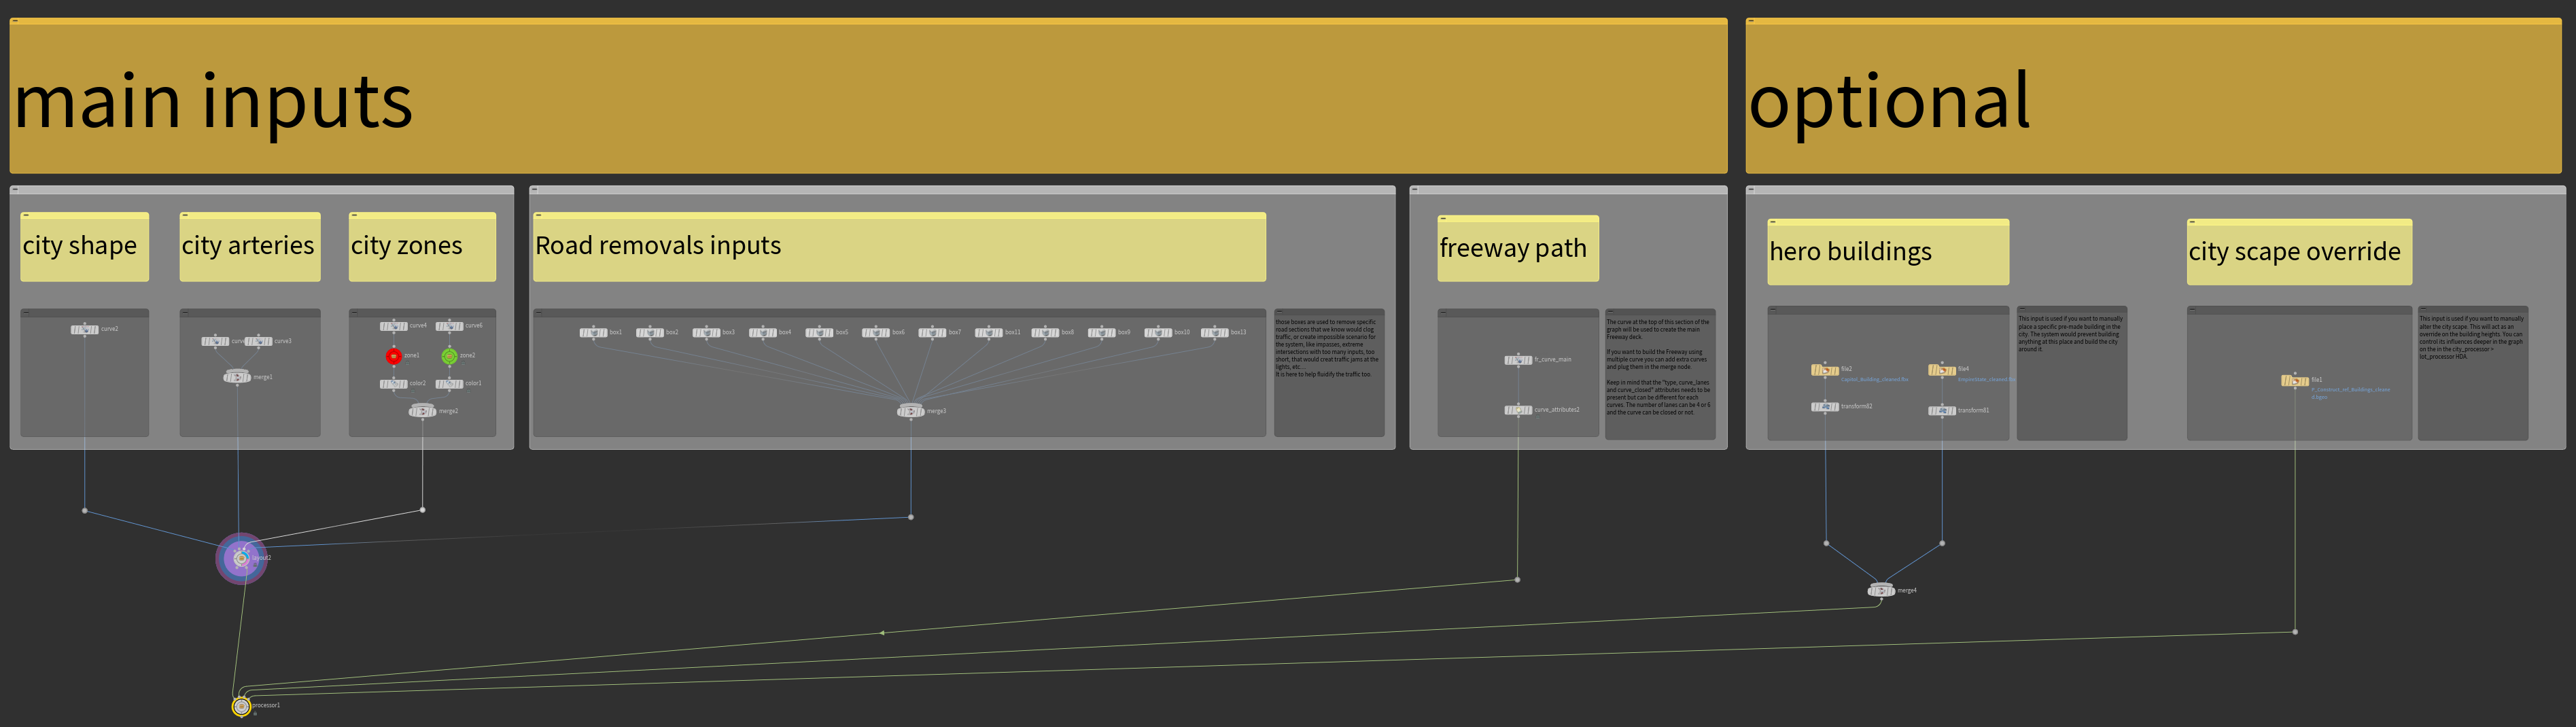 main inputs
optional
city shape
city arteries
city zones
Road removals inputs
freeway path
hero buildings
city scape override
curve2
curve3
merge1
curve4
curve6
zone1
zone2
color2
color1
merge2
box1
box2
box3
box4
box5
box6
box7
box11
box8
box9
box10
box13
merge3
those boxes are used to remove specific
road sections that we know would clog
traffic, or create impossible scenario for
the system, like impasses, extreme
intersections with too many inputs, too
short, that would creat traffic jams at the
lights, etc...
It is here to help fluidify the traffic too.
fr_curve_main
curve_attributes2
The curve at the top of this section of the
graph will be used to create the main
Freeway deck.
If you want to build the Freeway using
multiple curve you can add extra curves
and plug them in the merge node.
Keep in mind that the "type, curve_lanes
and curve_closed" attributes needs to be
present but can be different for each
curves. The number of lanes can be 4 or 6
and the curve can be closed or not.
file2
file4
transform82
transform81
This input is used if you want to manually
place a specific pre-made building in the
city. The system would prevent building
anything at this place and build the city
around it.
file1
This input is used if you want to manually
alter the city scape. This will act as an
override on the building heights. You can
control its influences deeper in the graph
on the in the city_processor >
lot_processor HDA.
layout2
merge4
processor1